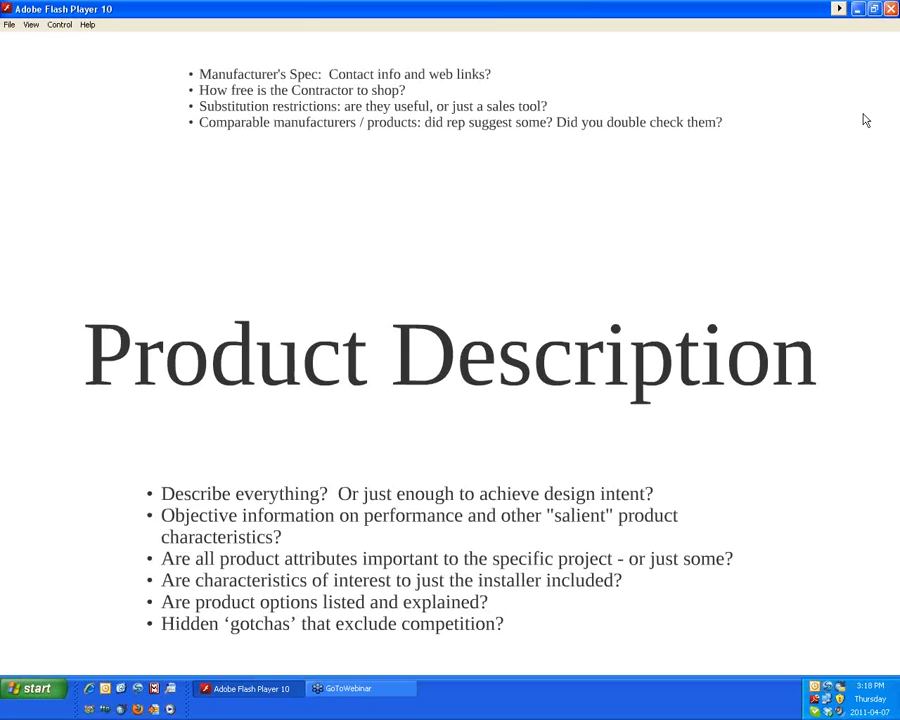 Adobe Flash Player 10
File View Control Help
• Manufacturer's Spec:  Contact info and web links?
• How free is the Contractor to shop?
• Substitution restrictions: are they useful, or just a sales tool?
• Comparable manufacturers / products: did rep suggest some? Did you double check them?
Product Description
• Describe everything?  Or just enough to achieve design intent?
• Objective information on performance and other "salient" product
characteristics?
• Are all product attributes important to the specific project - or just some?
• Are characteristics of interest to just the installer included?
• Are product options listed and explained?
• Hidden ‘gotchas’ that exclude competition?
start Adobe Flash Player 10 GoToWebinar
3:18 PM
Thursday
2011-04-07